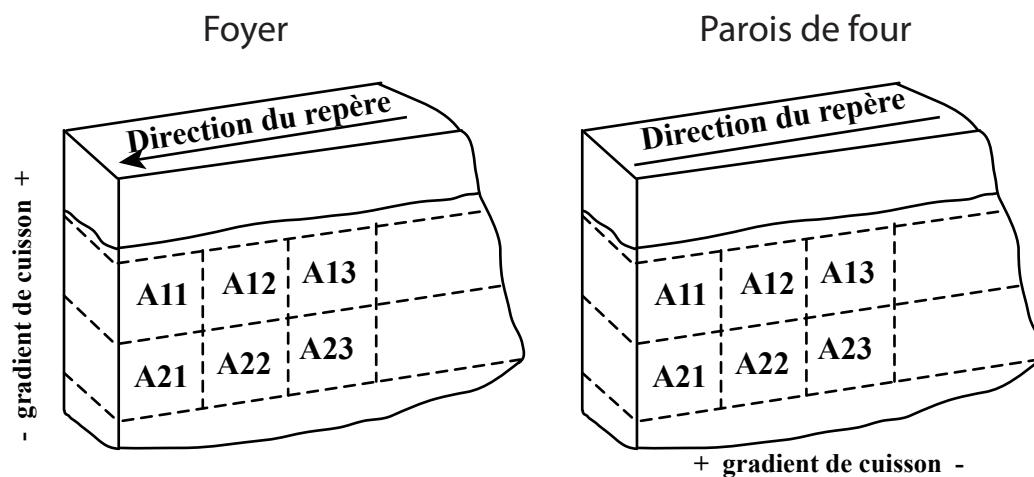 Foyer
Direction du repère
- gradient de cuisson +
A11 A12 A13
A21 A22 A23
Parois de four
Direction du repère
A11 A12 A13
A21 A22 A23
+ gradient de cuisson -